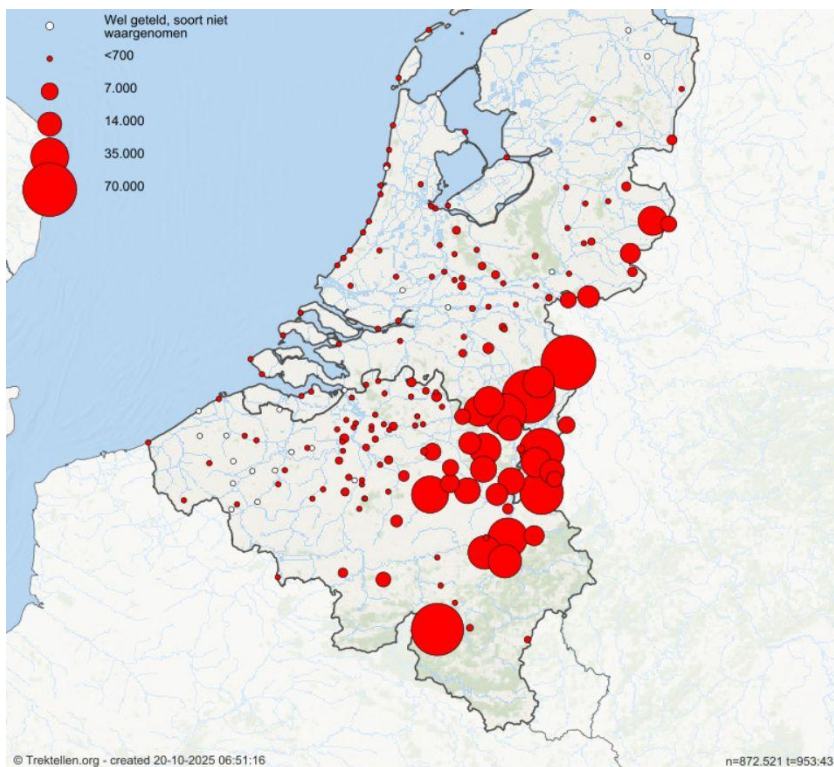 Wel geteld, soort niet
waargenomen
<700
7.000
14.000
35.000
70.000
© Trektellen.org - created 20-10-2025 06:51:16
n=872.521 t=953:43